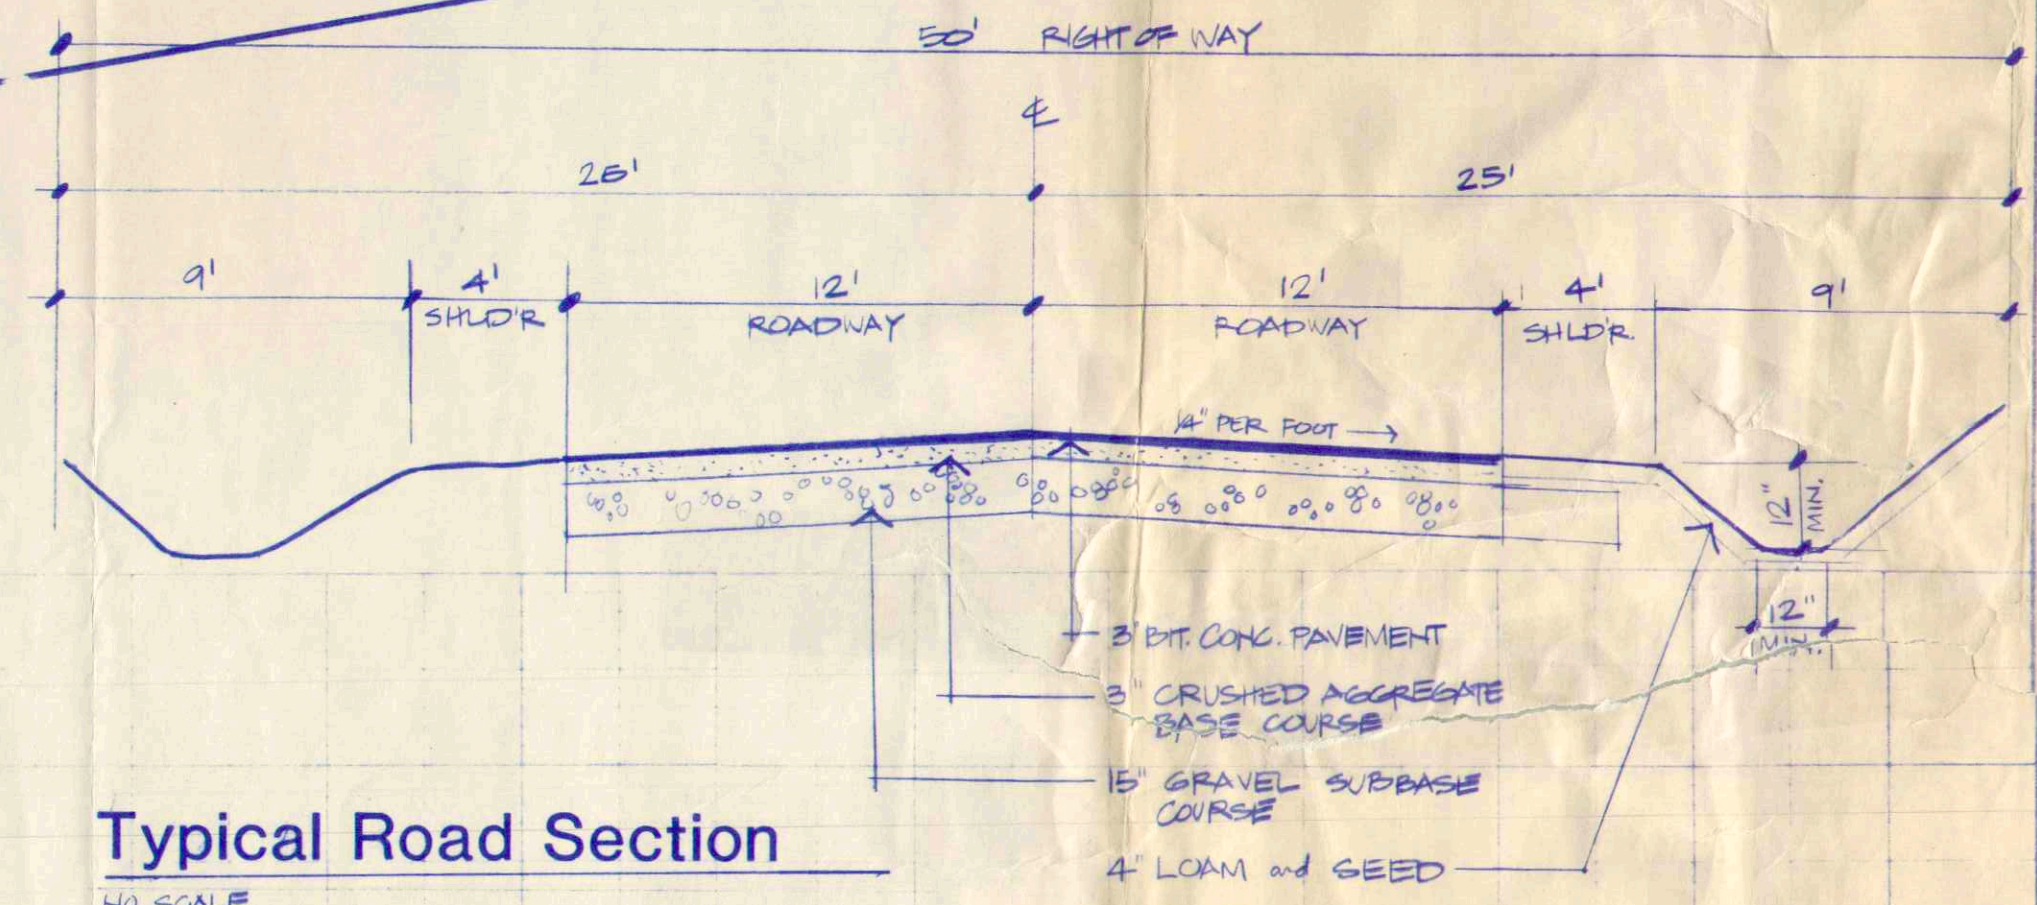 50' RIGHT OF WAY
℄
25' 25'
9' 4' 12' 12' 4' 9'
SHLD'R ROADWAY ROADWAY SHLD'R.
1/4" PER FOOT
12" MIN.
12"
MIN.
3" BIT. CONC. PAVEMENT
3" CRUSHED AGGREGATE
BASE COURSE
15" GRAVEL SUBBASE
COURSE
4" LOAM and SEED
Typical Road Section
NO SCALE